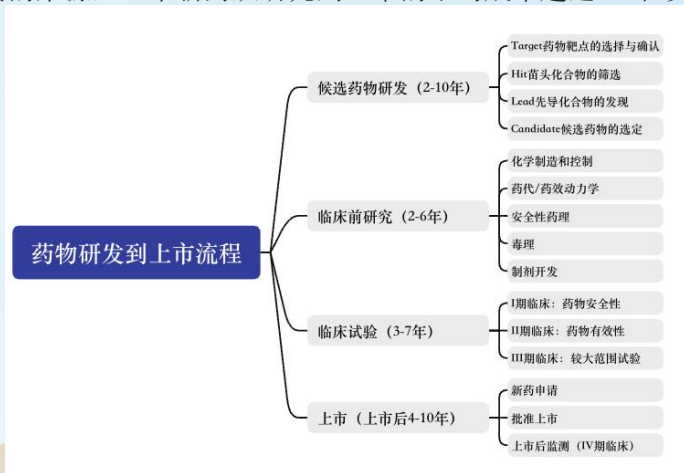 药物研发到上市流程
候选药物研发（2-10年）
Target药物靶点的选择与确认
Hit苗头化合物的筛选
Lead先导化合物的发现
Candidate候选药物的选定
临床前研究（2-6年）
化学制造和控制
药代/药效动力学
安全性药理
毒理
制剂开发
临床试验（3-7年）
I期临床：药物安全性
II期临床：药物有效性
III期临床：较大范围试验
上市（上市后4-10年）
新药申请
批准上市
上市后监测（IV期临床）